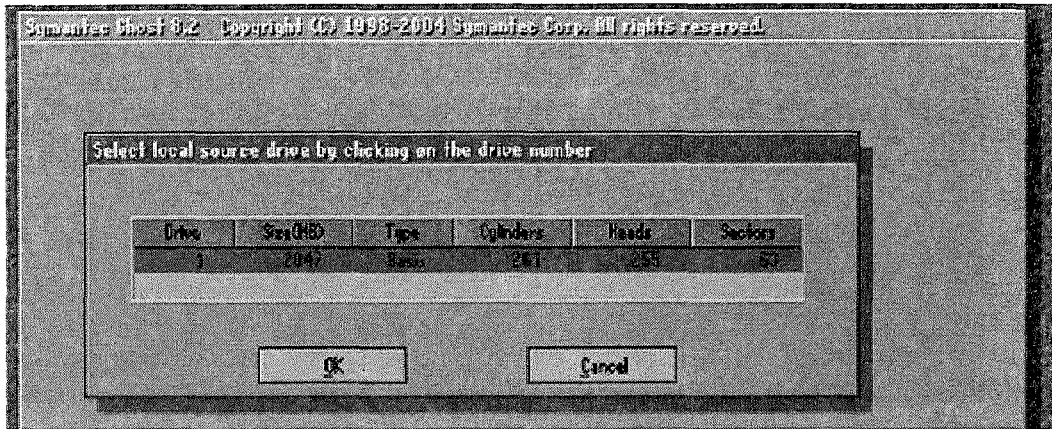 Symantec Ghost 8.2 Copyright (C) 1998-2004 Symantec Corp. All rights reserved.
Select local source drive by clicking on the drive number
Drive Size(MB) Type Cylinders Heads Sectors
1 2047 Basic 261 255 63
OK Cancel